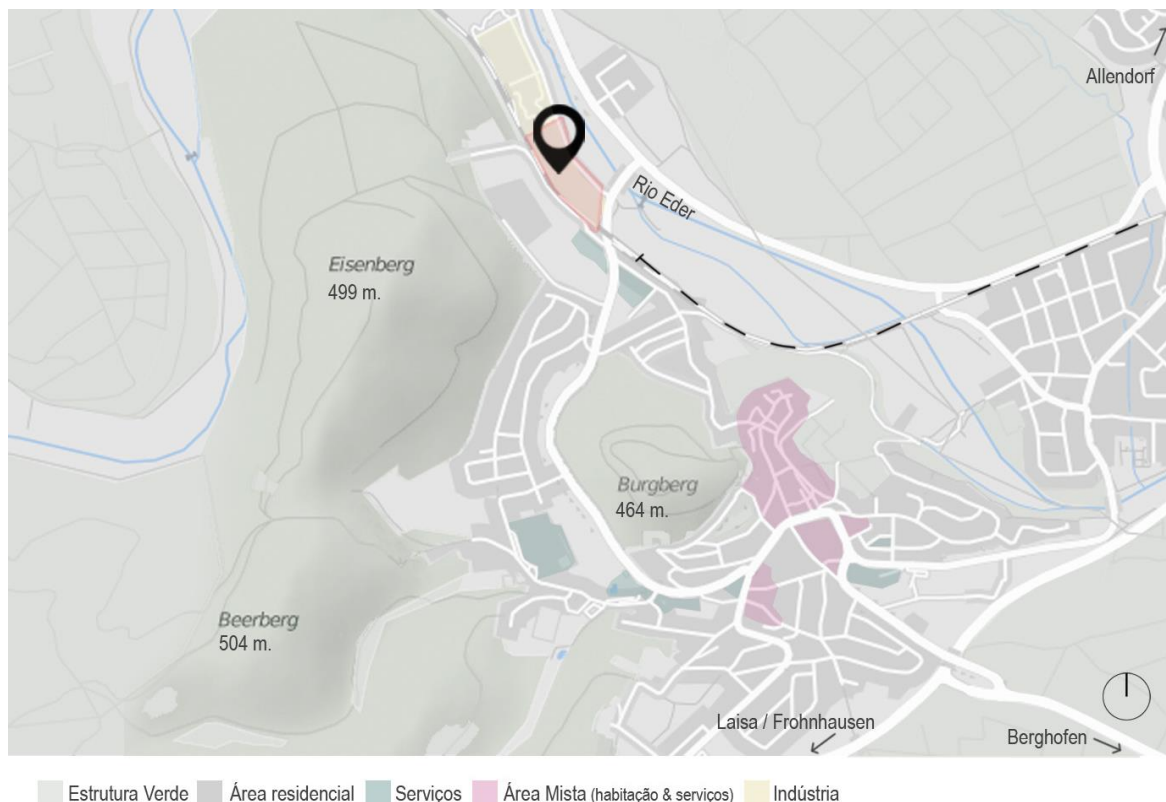 Allendorf
Rio Eder
Eisenberg
499 m.
Burgberg
464 m.
Beerberg
504 m.
Laisa / Frohnhausen
Berghofen
Estrutura Verde Área residencial Serviços Área Mista (habitação & serviços) Indústria